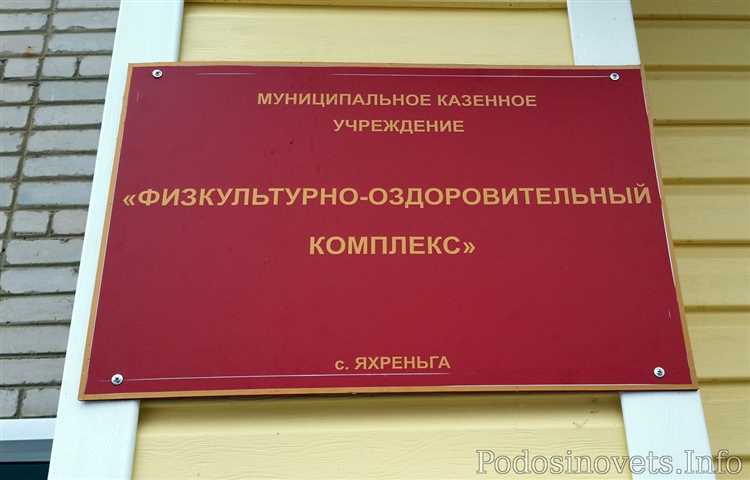 МУНИЦИПАЛЬНОЕ КАЗЕННОЕ
УЧРЕЖДЕНИЕ
«ФИЗКУЛЬТУРНО-ОЗДОРОВИТЕЛЬНЫЙ
КОМПЛЕКС»
с. ЯХРЕНЬГА
Podosinovets.Info